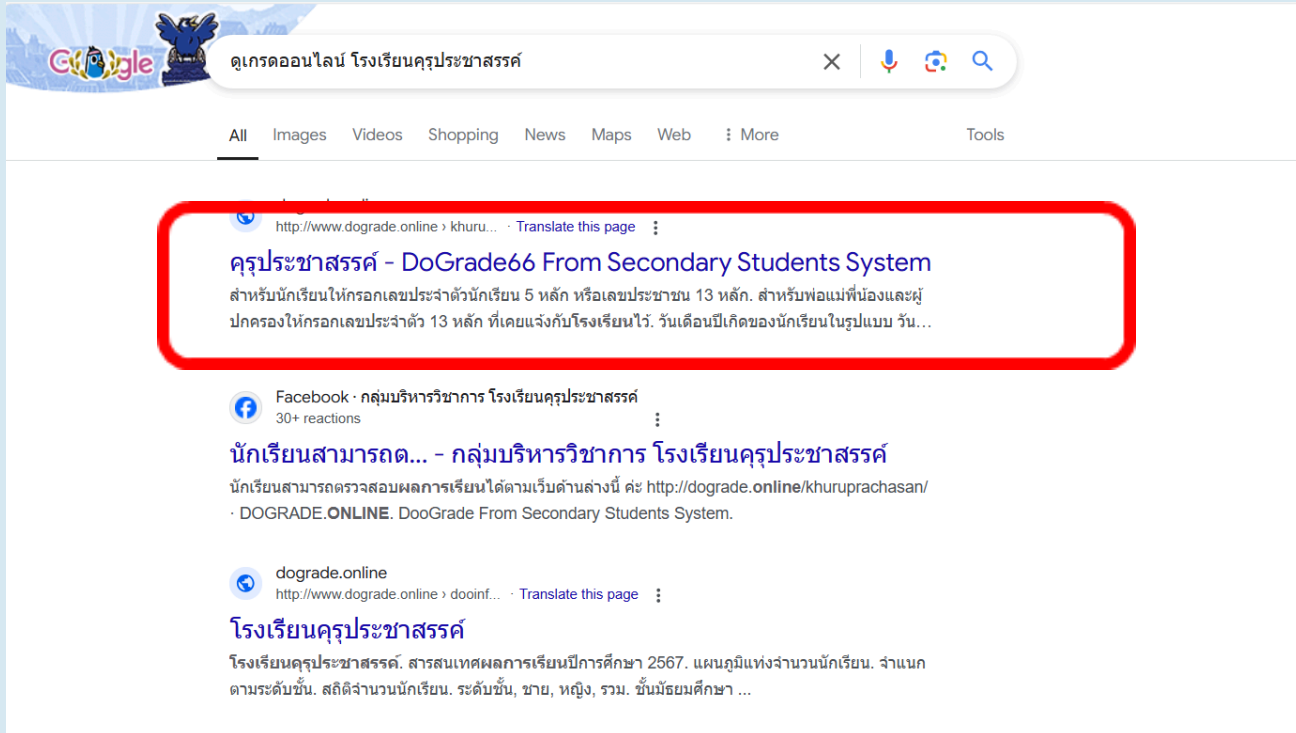 Google
ดูเกรดออนไลน์ โรงเรียนคุรุประชาสรรค์
All Images Videos Shopping News Maps Web More Tools
http://www.dograde.online › khuru... · Translate this page
คุรุประชาสรรค์ - DoGrade66 From Secondary Students System
สำหรับนักเรียนให้กรอกเลขประจำตัวนักเรียน 5 หลัก หรือเลขประชาชน 13 หลัก. สำหรับพ่อแม่พี่น้องและผู้
ปกครองให้กรอกเลขประจำตัว 13 หลัก ที่เคยแจ้งกับโรงเรียนไว้. วันเดือนปีเกิดของนักเรียนในรูปแบบ วัน...
Facebook · กลุ่มบริหารวิชาการ โรงเรียนคุรุประชาสรรค์
30+ reactions
นักเรียนสามารถต... - กลุ่มบริหารวิชาการ โรงเรียนคุรุประชาสรรค์
นักเรียนสามารถตรวจสอบผลการเรียนได้ตามเว็บด้านล่างนี้ ค่ะ http://dograde.online/khuruprachasan/
· DOGRADE.ONLINE. DooGrade From Secondary Students System.
dograde.online
http://www.dograde.online › dooinf... · Translate this page
โรงเรียนคุรุประชาสรรค์
โรงเรียนคุรุประชาสรรค์. สารสนเทศผลการเรียนปีการศึกษา 2567. แผนภูมิแท่งจำนวนนักเรียน. จำแนก
ตามระดับชั้น. สถิติจำนวนนักเรียน. ระดับชั้น, ชาย, หญิง, รวม. ชั้นมัธยมศึกษา ...